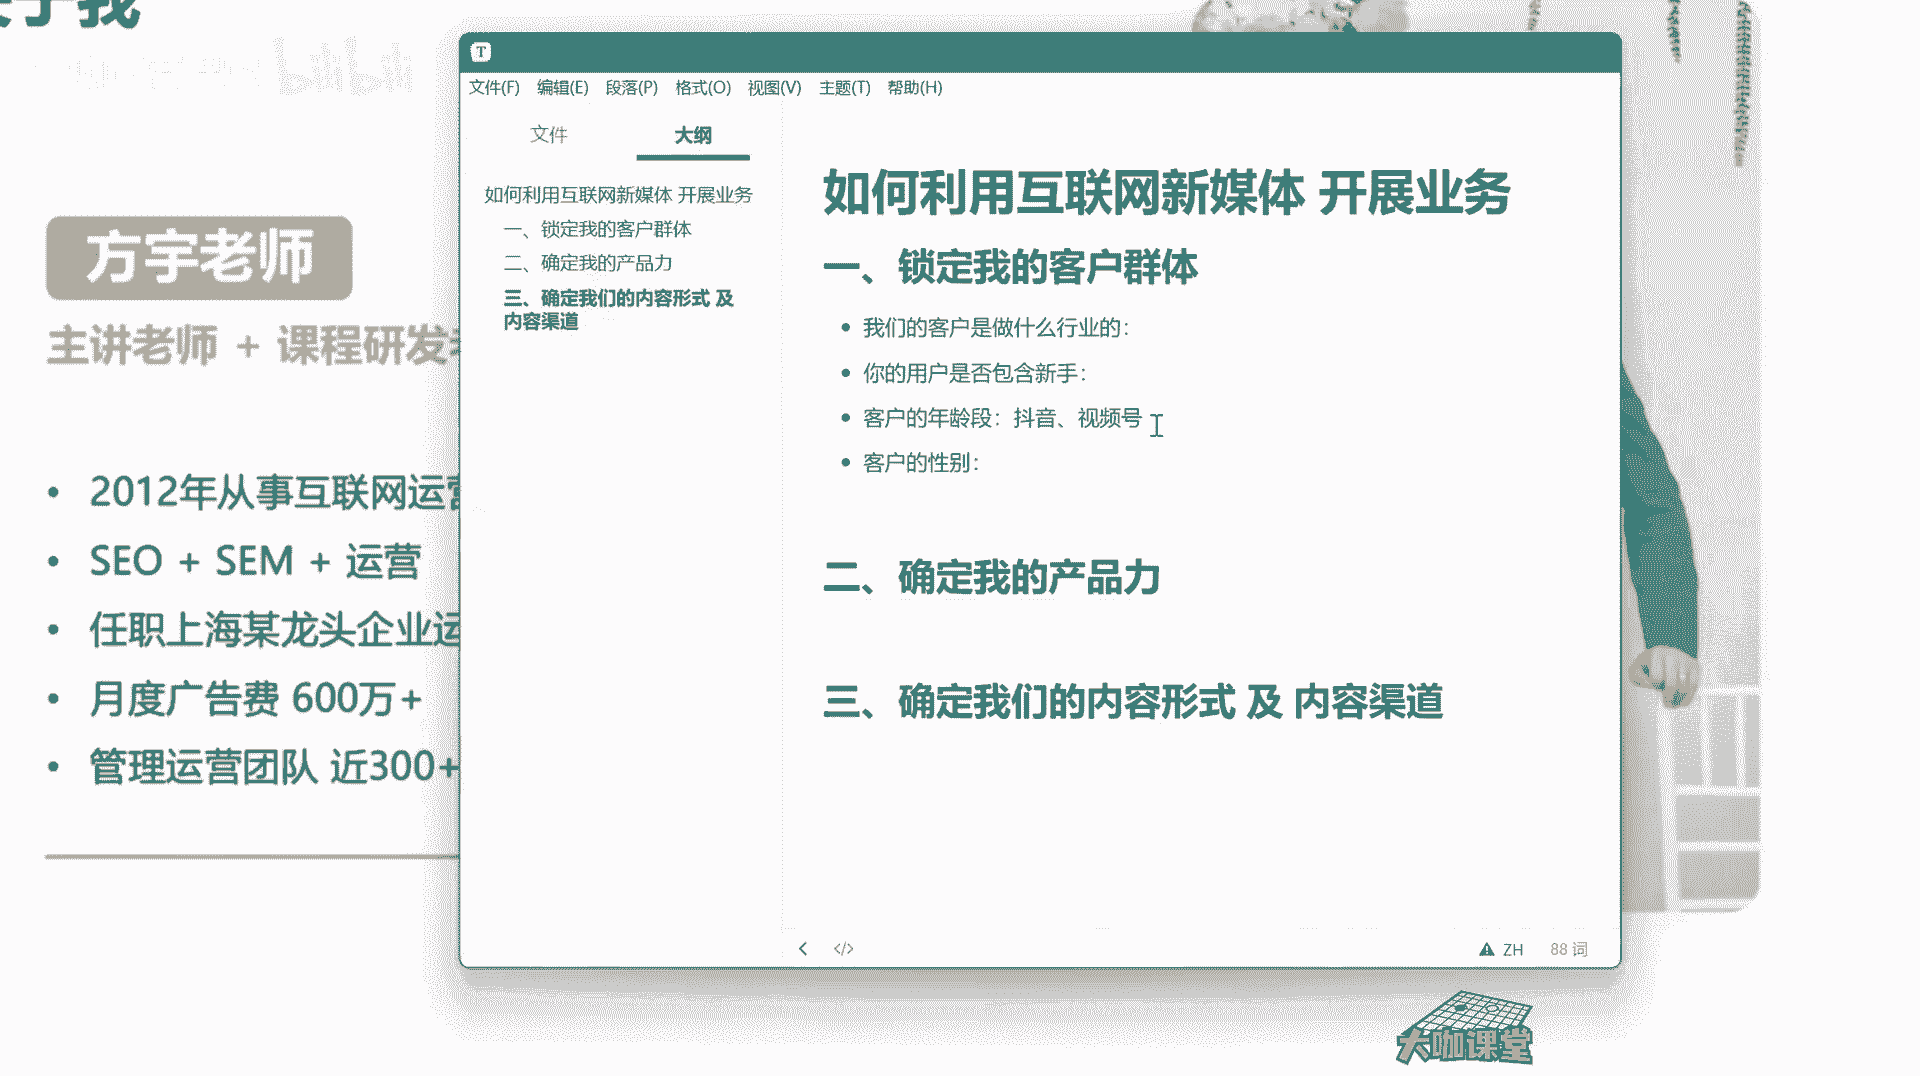 我
bilibili
方宇老师
主讲老师 + 课程研发
2012年从事互联网运营
SEO + SEM + 运营
任职上海某龙头企业运
月度广告费 600万+
管理运营团队 近300+
T
文件(F) 编辑(E) 段落(P) 格式(O) 视图(V) 主题(T) 帮助(H)
文件 大纲
如何利用互联网新媒体 开展业务
一、锁定我的客户群体
二、确定我的产品力
三、确定我们的内容形式 及
内容渠道
如何利用互联网新媒体 开展业务
一、锁定我的客户群体
我们的客户是做什么行业的：
你的用户是否包含新手：
客户的年龄段：抖音、视频号
客户的性别：
二、确定我的产品力
三、确定我们的内容形式 及 内容渠道
</> ZH 88 词
大咖课堂